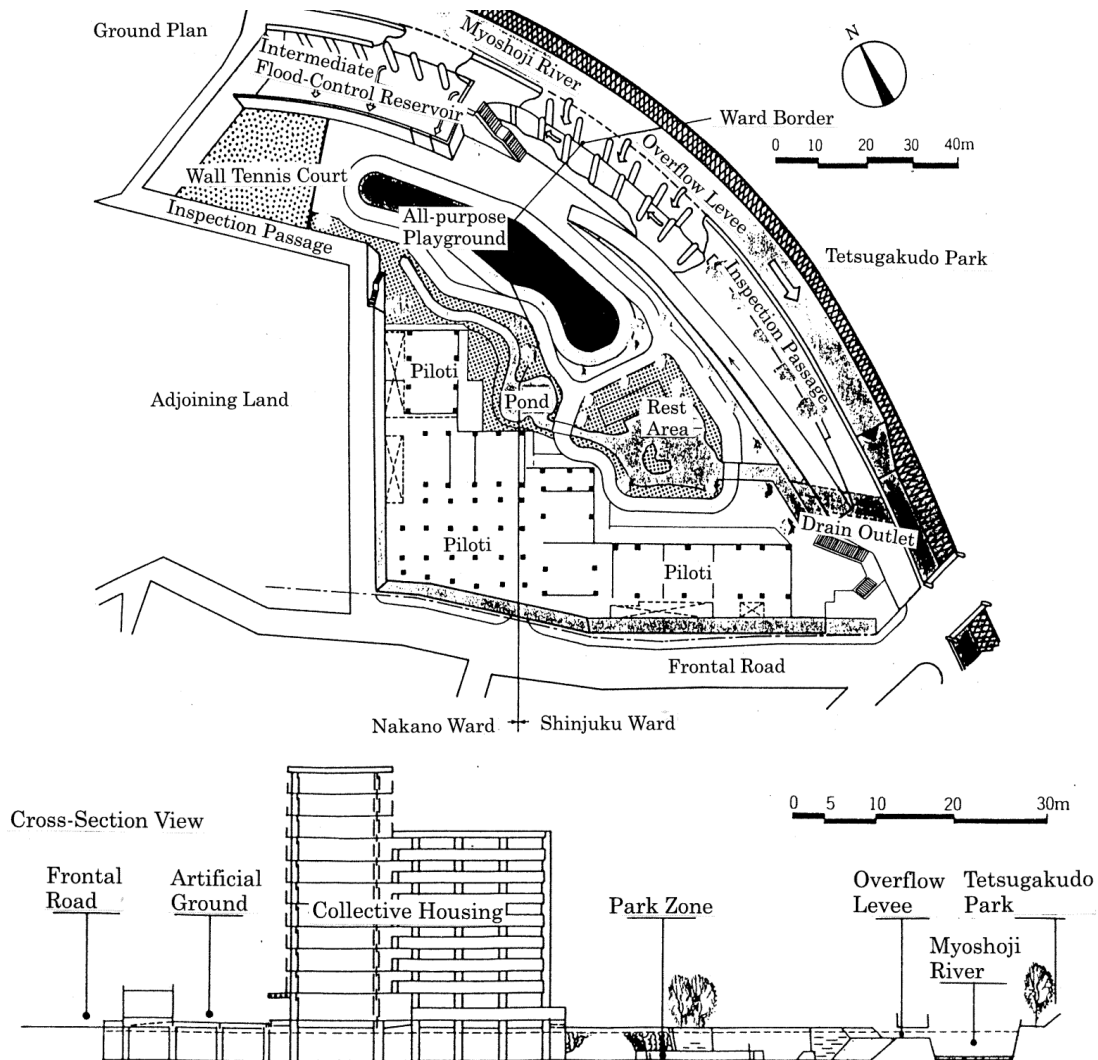 Ground Plan
Myoshoji River
N
Intermediate
Flood-Control Reservoir
Ward Border
0 10 20 30 40m
Overflow Levee
Wall Tennis Court
All-purpose
Playground
Inspection Passage
Tetsugakudo Park
Inspection Passage
Piloti
Adjoining Land
Pond
Rest
Area
Drain Outlet
Piloti
Piloti
Frontal Road
Nakano Ward
Shinjuku Ward
0 5 10 20 30m
Cross-Section View
Frontal
Road
Artificial
Ground
Collective Housing
Park Zone
Overflow
Levee
Tetsugakudo
Park
Myoshoji
River